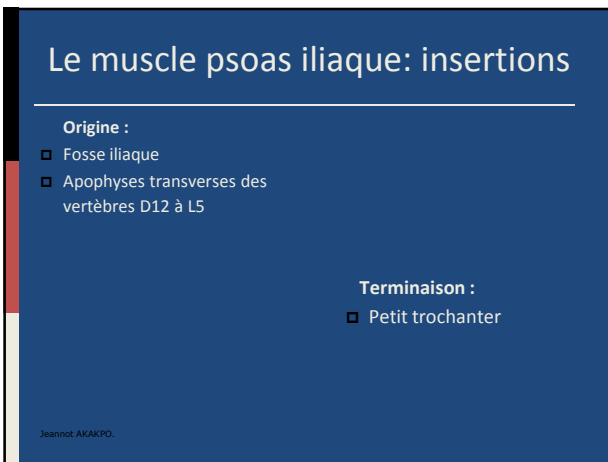 Le muscle psoas iliaque: insertions
Origine :
Fosse iliaque
Apophyses transverses des
vertèbres D12 à L5
Terminaison :
Petit trochanter
Jeannot AKAKPO.